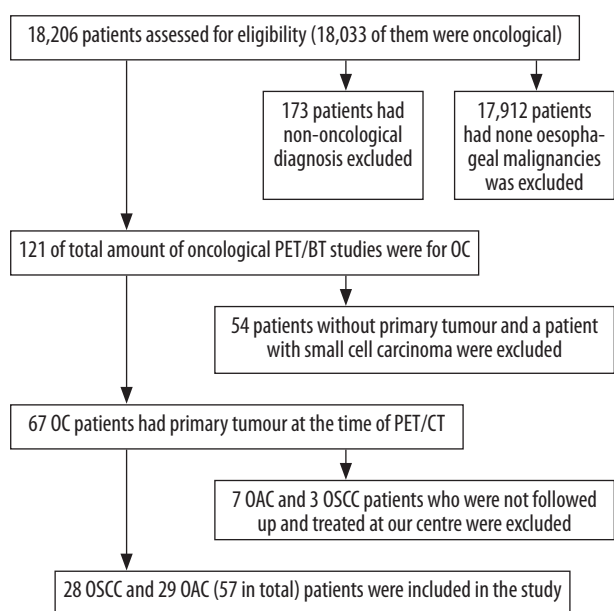 18,206 patients assessed for eligibility (18,033 of them were oncological)
173 patients had
non-oncological
diagnosis excluded
17,912 patients
had none oesopha-
geal malignancies
was excluded
121 of total amount of oncological PET/BT studies were for OC
54 patients without primary tumour and a patient
with small cell carcinoma were excluded
67 OC patients had primary tumour at the time of PET/CT
7 OAC and 3 OSCC patients who were not followed
up and treated at our centre were excluded
28 OSCC and 29 OAC (57 in total) patients were included in the study